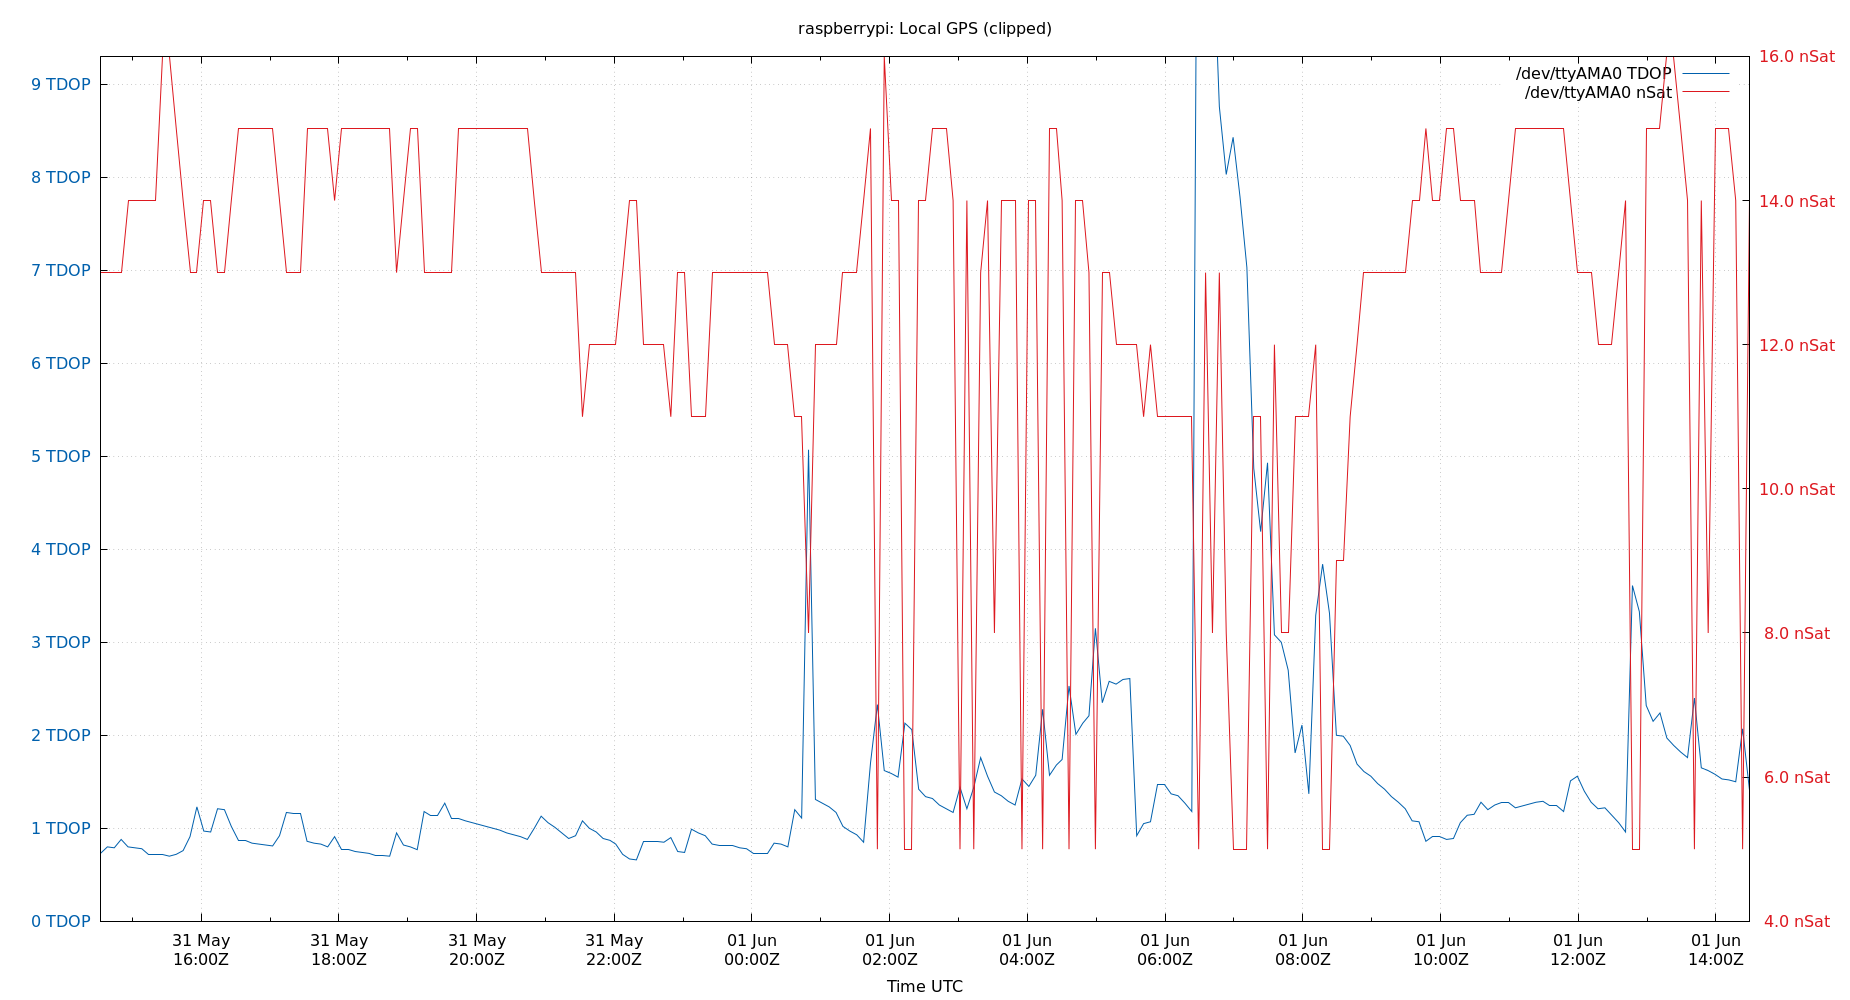 raspberrypi: Local GPS (clipped)
/dev/ttyAMA0 TDOP
/dev/ttyAMA0 nSat
9 TDOP
8 TDOP
7 TDOP
6 TDOP
5 TDOP
4 TDOP
3 TDOP
2 TDOP
1 TDOP
0 TDOP
16.0 nSat
14.0 nSat
12.0 nSat
10.0 nSat
8.0 nSat
6.0 nSat
4.0 nSat
31 May
16:00Z
31 May
18:00Z
31 May
20:00Z
31 May
22:00Z
01 Jun
00:00Z
01 Jun
02:00Z
01 Jun
04:00Z
01 Jun
06:00Z
01 Jun
08:00Z
01 Jun
10:00Z
01 Jun
12:00Z
01 Jun
14:00Z
Time UTC